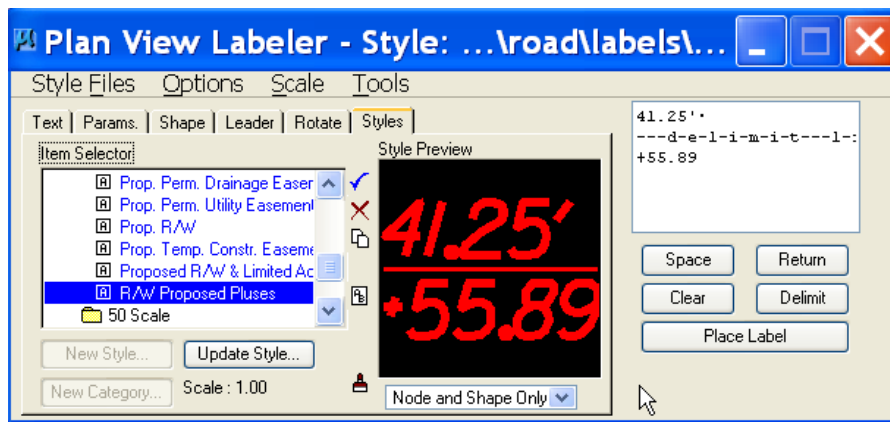 Plan View Labeler - Style: ...\road\labels\...
Style Files Options Scale Tools
Text Params. Shape Leader Rotate Styles
Item Selector
Prop. Perm. Drainage Easer
Prop. Perm. Utility Easement
Prop. R/W
Prop. Temp. Constr. Easeme
Proposed R/W & Limited Ac
R/W Proposed Pluses
50 Scale
New Style...
Update Style...
New Category...
Scale : 1.00
Style Preview
41.25'
+55.89
Node and Shape Only
41.25'·
---d-e-l-i-m-i-t---l-:
+55.89
Space Return
Clear Delimit
Place Label